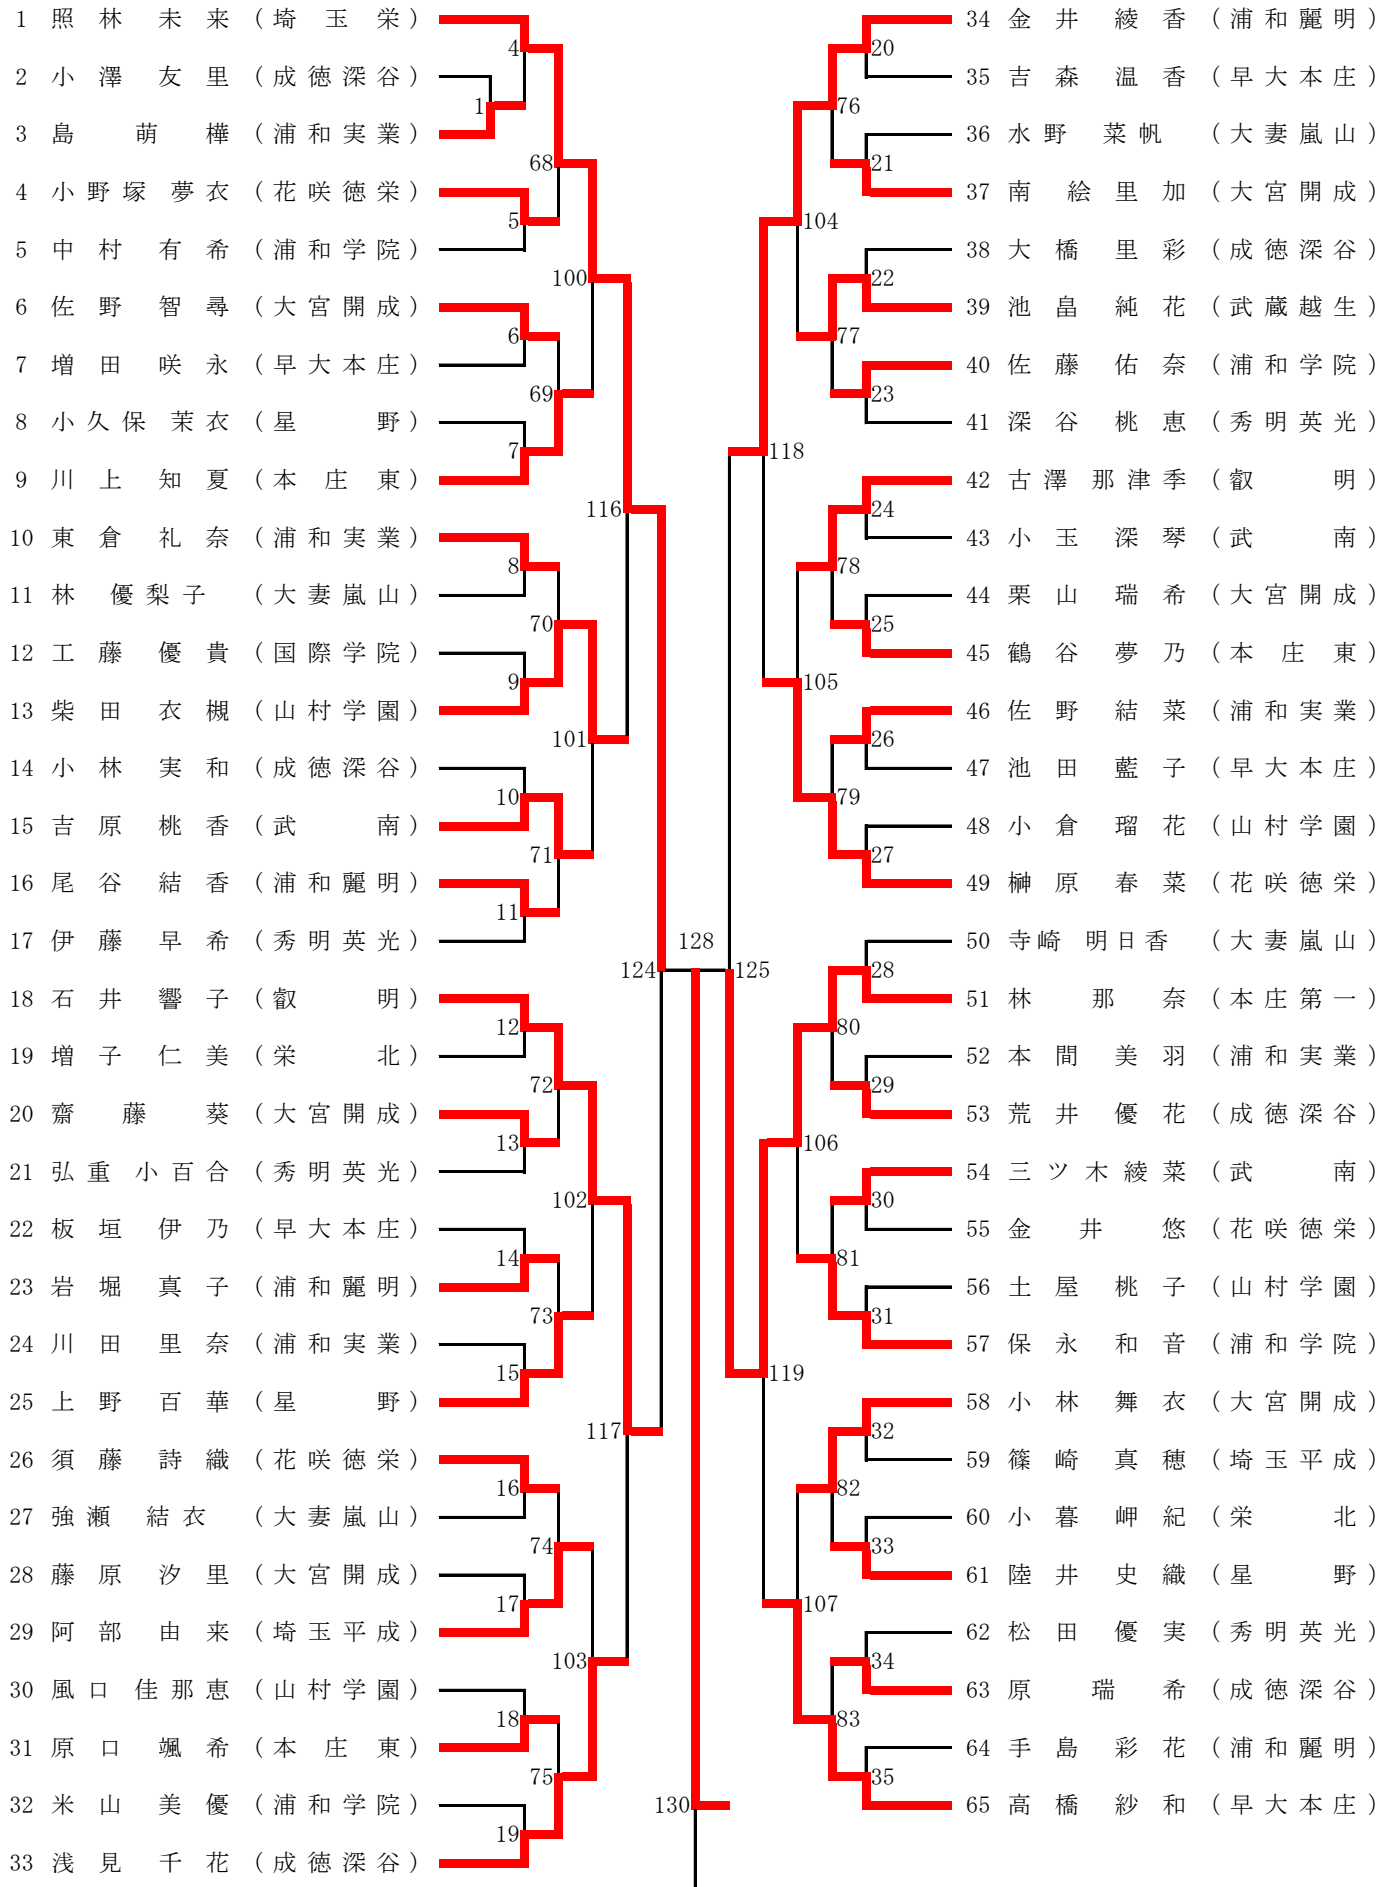 1 照林 未来 (埼玉栄)
2 小澤 友里 (成徳深谷)
3 島 萌樺 (浦和実業)
4 小野塚 夢衣 (花咲徳栄)
5 中村 有希 (浦和学院)
6 佐野 智尋 (大宮開成)
7 増田 咲永 (早大本庄)
8 小久保 茉衣 (星野)
9 川上 知夏 (本庄東)
10 東倉 礼奈 (浦和実業)
11 林 優梨子 (大妻嵐山)
12 工藤 優貴 (国際学院)
13 柴田 衣槻 (山村学園)
14 小林 実和 (成徳深谷)
15 吉原 桃香 (武南)
16 尾谷 結香 (浦和麗明)
17 伊藤 早希 (秀明英光)
18 石井 響子 (叡明)
19 増子 仁美 (栄北)
20 齋藤 葵 (大宮開成)
21 弘重 小百合 (秀明英光)
22 板垣 伊乃 (早大本庄)
23 岩堀 真子 (浦和麗明)
24 川田 里奈 (浦和実業)
25 上野 百華 (星野)
26 須藤 詩織 (花咲徳栄)
27 強瀬 結衣 (大妻嵐山)
28 藤原 汐里 (大宮開成)
29 阿部 由来 (埼玉平成)
30 風口 佳那恵 (山村学園)
31 原口 颯希 (本庄東)
32 米山 美優 (浦和学院)
33 浅見 千花 (成徳深谷)
4
1
68
5
100
6
69
7
116
8
70
9
101
10
71
11
124
12
72
13
102
14
73
15
117
16
74
17
103
18
75
19
128
130
125
20
76
21
104
22
77
23
118
24
78
25
105
26
79
27
28
80
29
106
30
81
31
119
32
82
33
107
34
83
35
34 金井 綾香 (浦和麗明)
35 吉森 温香 (早大本庄)
36 水野 菜帆 (大妻嵐山)
37 南 絵里加 (大宮開成)
38 大橋 里彩 (成徳深谷)
39 池畠 純花 (武蔵越生)
40 佐藤 佑奈 (浦和学院)
41 深谷 桃恵 (秀明英光)
42 古澤 那津季 (叡明)
43 小玉 深琴 (武南)
44 栗山 瑞希 (大宮開成)
45 鶴谷 夢乃 (本庄東)
46 佐野 結菜 (浦和実業)
47 池田 藍子 (早大本庄)
48 小倉 瑠花 (山村学園)
49 榊原 春菜 (花咲徳栄)
50 寺崎 明日香 (大妻嵐山)
51 林 那奈 (本庄第一)
52 本間 美羽 (浦和実業)
53 荒井 優花 (成徳深谷)
54 三ツ木 綾菜 (武南)
55 金井 悠 (花咲徳栄)
56 土屋 桃子 (山村学園)
57 保永 和音 (浦和学院)
58 小林 舞衣 (大宮開成)
59 篠崎 真穂 (埼玉平成)
60 小暮 岬紀 (栄北)
61 陸井 史織 (星野)
62 松田 優実 (秀明英光)
63 原 瑞希 (成徳深谷)
64 手島 彩花 (浦和麗明)
65 高橋 紗和 (早大本庄)